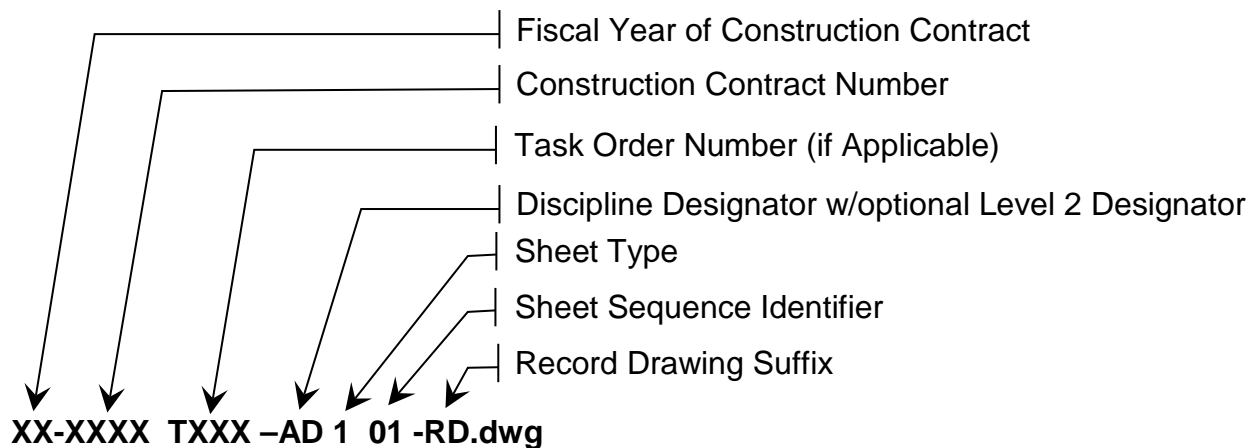 Fiscal Year of Construction Contract
Construction Contract Number
Task Order Number (if Applicable)
Discipline Designator w/optional Level 2 Designator
Sheet Type
Sheet Sequence Identifier
Record Drawing Suffix
XX-XXXX TXXX –AD 1 01 -RD.dwg